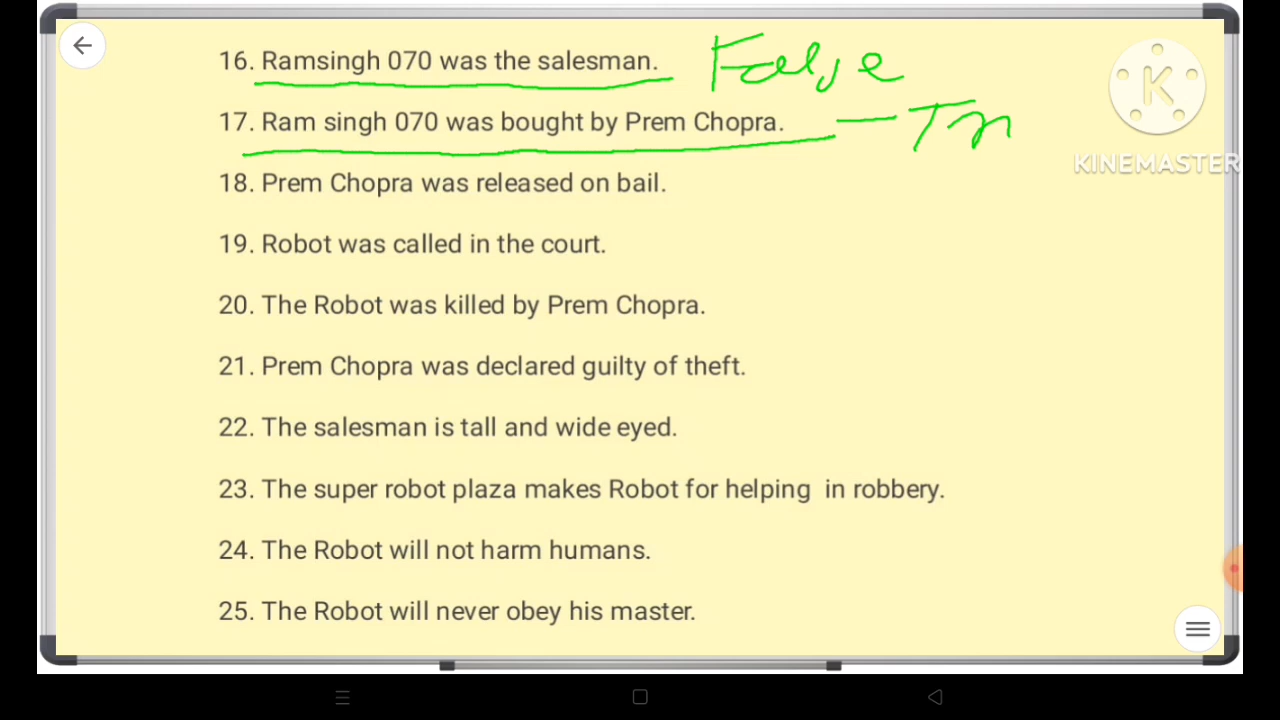 16. Ramsingh 070 was the salesman. False
17. Ram singh 070 was bought by Prem Chopra. —
18. Prem Chopra was released on bail.
19. Robot was called in the court.
20. The Robot was killed by Prem Chopra.
21. Prem Chopra was declared guilty of theft.
22. The salesman is tall and wide eyed.
23. The super robot plaza makes Robot for helping in robbery.
24. The Robot will not harm humans.
25. The Robot will never obey his master.
K
KINEMASTER